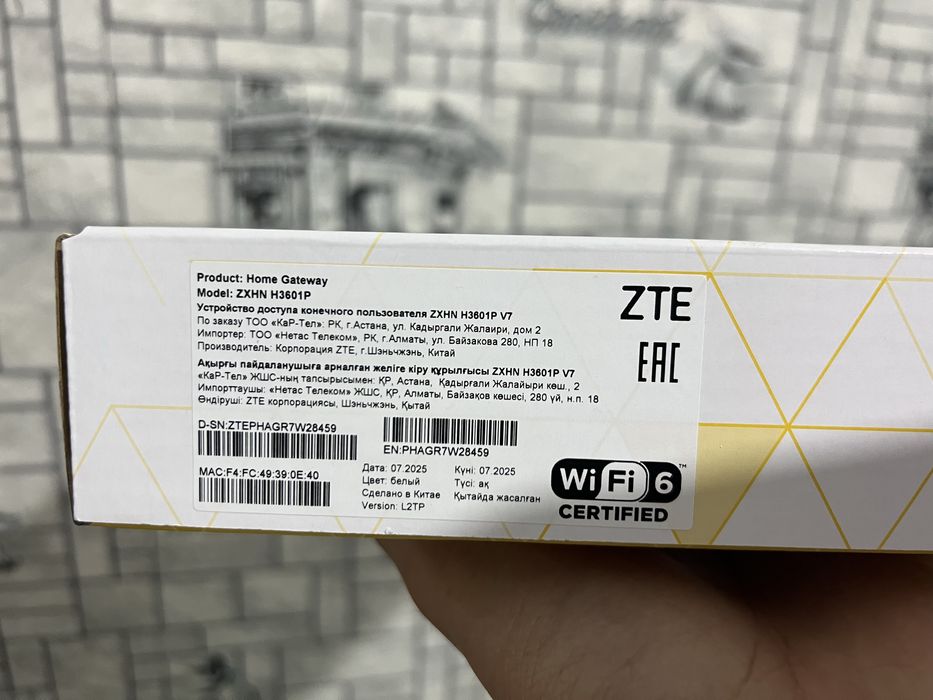 Product: Home Gateway
Model: ZXHN H3601P
Устройство доступа конечного пользователя ZXHN H3601P V7
По заказу ТОО «КаР-Тел»: РК, г.Астана, ул. Кадыргали Жалаири, дом 2
Импортер: ТОО «Нетас Телеком», РК, г.Алматы, ул. Байзакова 280, НП 18
Производитель: Корпорация ZTE, г.Шэньчжэнь, Китай
Ақырғы пайдаланушыға арналған желіге кіру құрылғысы ZXHN H3601P V7
«КаР-Тел» ЖШС-ның тапсырысымен: ҚР, Астана, Қадырғали Жалайыри көш., 2
Импорттаушы: «Нетас Телеком» ЖШС, ҚР, Алматы, Байзақов көшесі, 280 үй, н.п. 18
Өндіруші: ZTE корпорациясы, Шэньчжэнь, Қытай
ZTE
EAC
D-SN:ZTEPHAGR7W28459
EN:PHAGR7W28459
MAC:F4:FC:49:39:0E:40
Дата: 07.2025
Цвет: белый
Сделано в Китае
Version: L2TP
Күні: 07.2025
Түсі: ақ
Қытайда жасалған
Wi Fi 6™
CERTIFIED